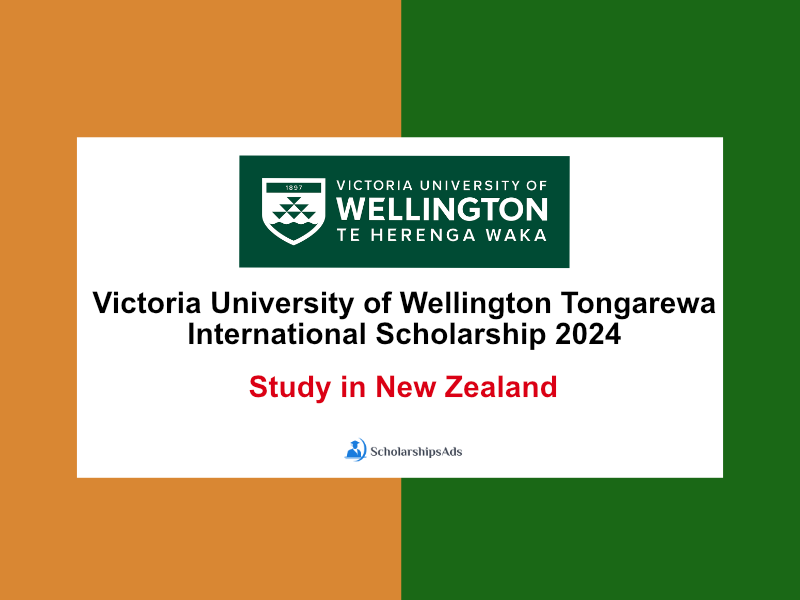 1897
VICTORIA UNIVERSITY OF
WELLINGTON
TE HERENGA WAKA
Victoria University of Wellington Tongarewa
International Scholarship 2024
Study in New Zealand
ScholarshipsAds